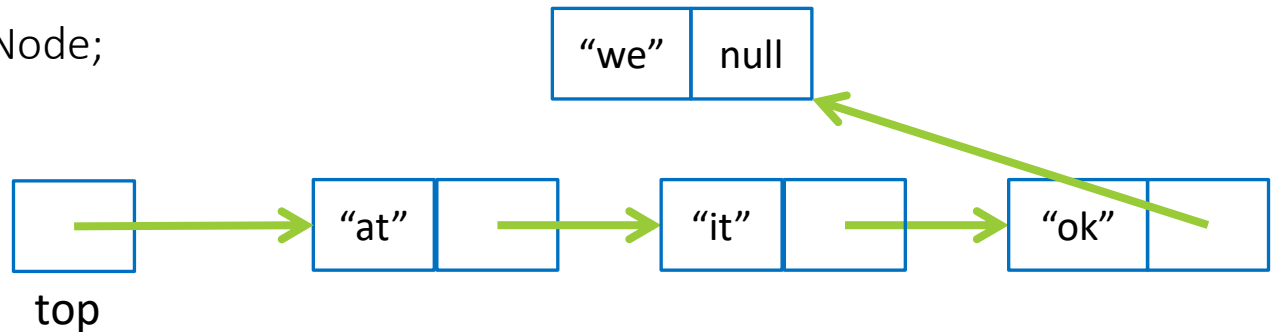 Node;
“we” null
“at” “it” “ok”
top